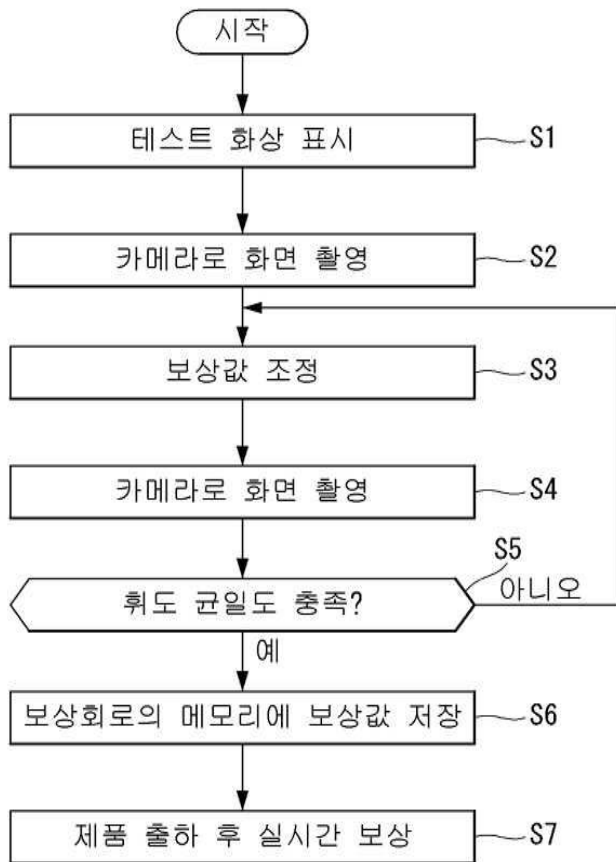 시작
테스트 화상 표시
S1
카메라로 화면 촬영
S2
보상값 조정
S3
카메라로 화면 촬영
S4
S5
휘도 균일도 충족?
아니오
예
보상회로의 메모리에 보상값 저장
S6
제품 출하 후 실시간 보상
S7